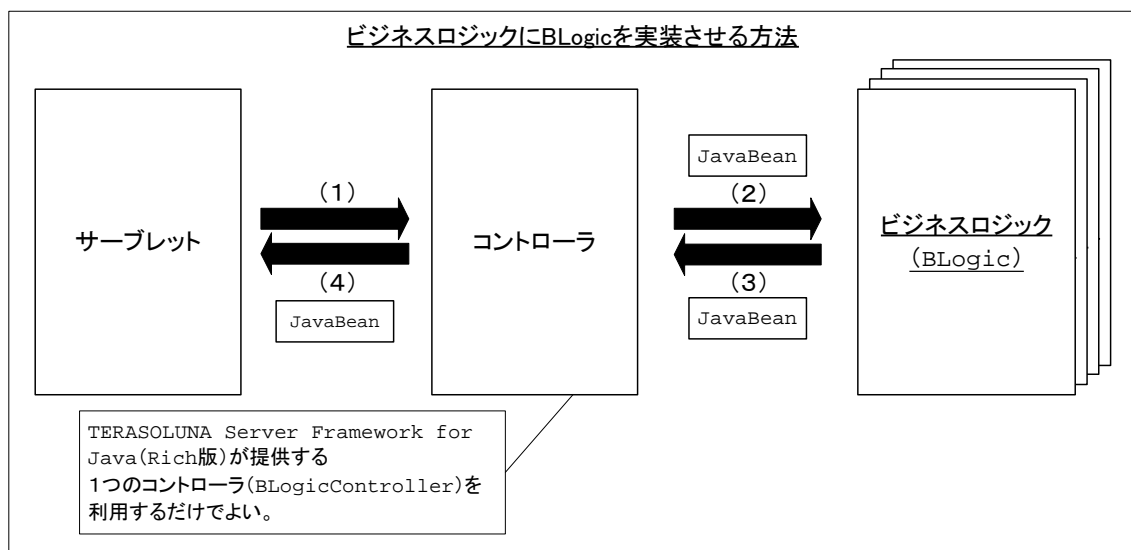 ビジネスロジックにBLogicを実装させる方法
サーブレット
(1)
(4)
JavaBean
コントローラ
JavaBean
(2)
(3)
JavaBean
ビジネスロジック
(BLogic)
TERASOLUNA Server Framework for
Java(Rich版)が提供する
1つのコントローラ(BLogicController)を
利用するだけでよい。